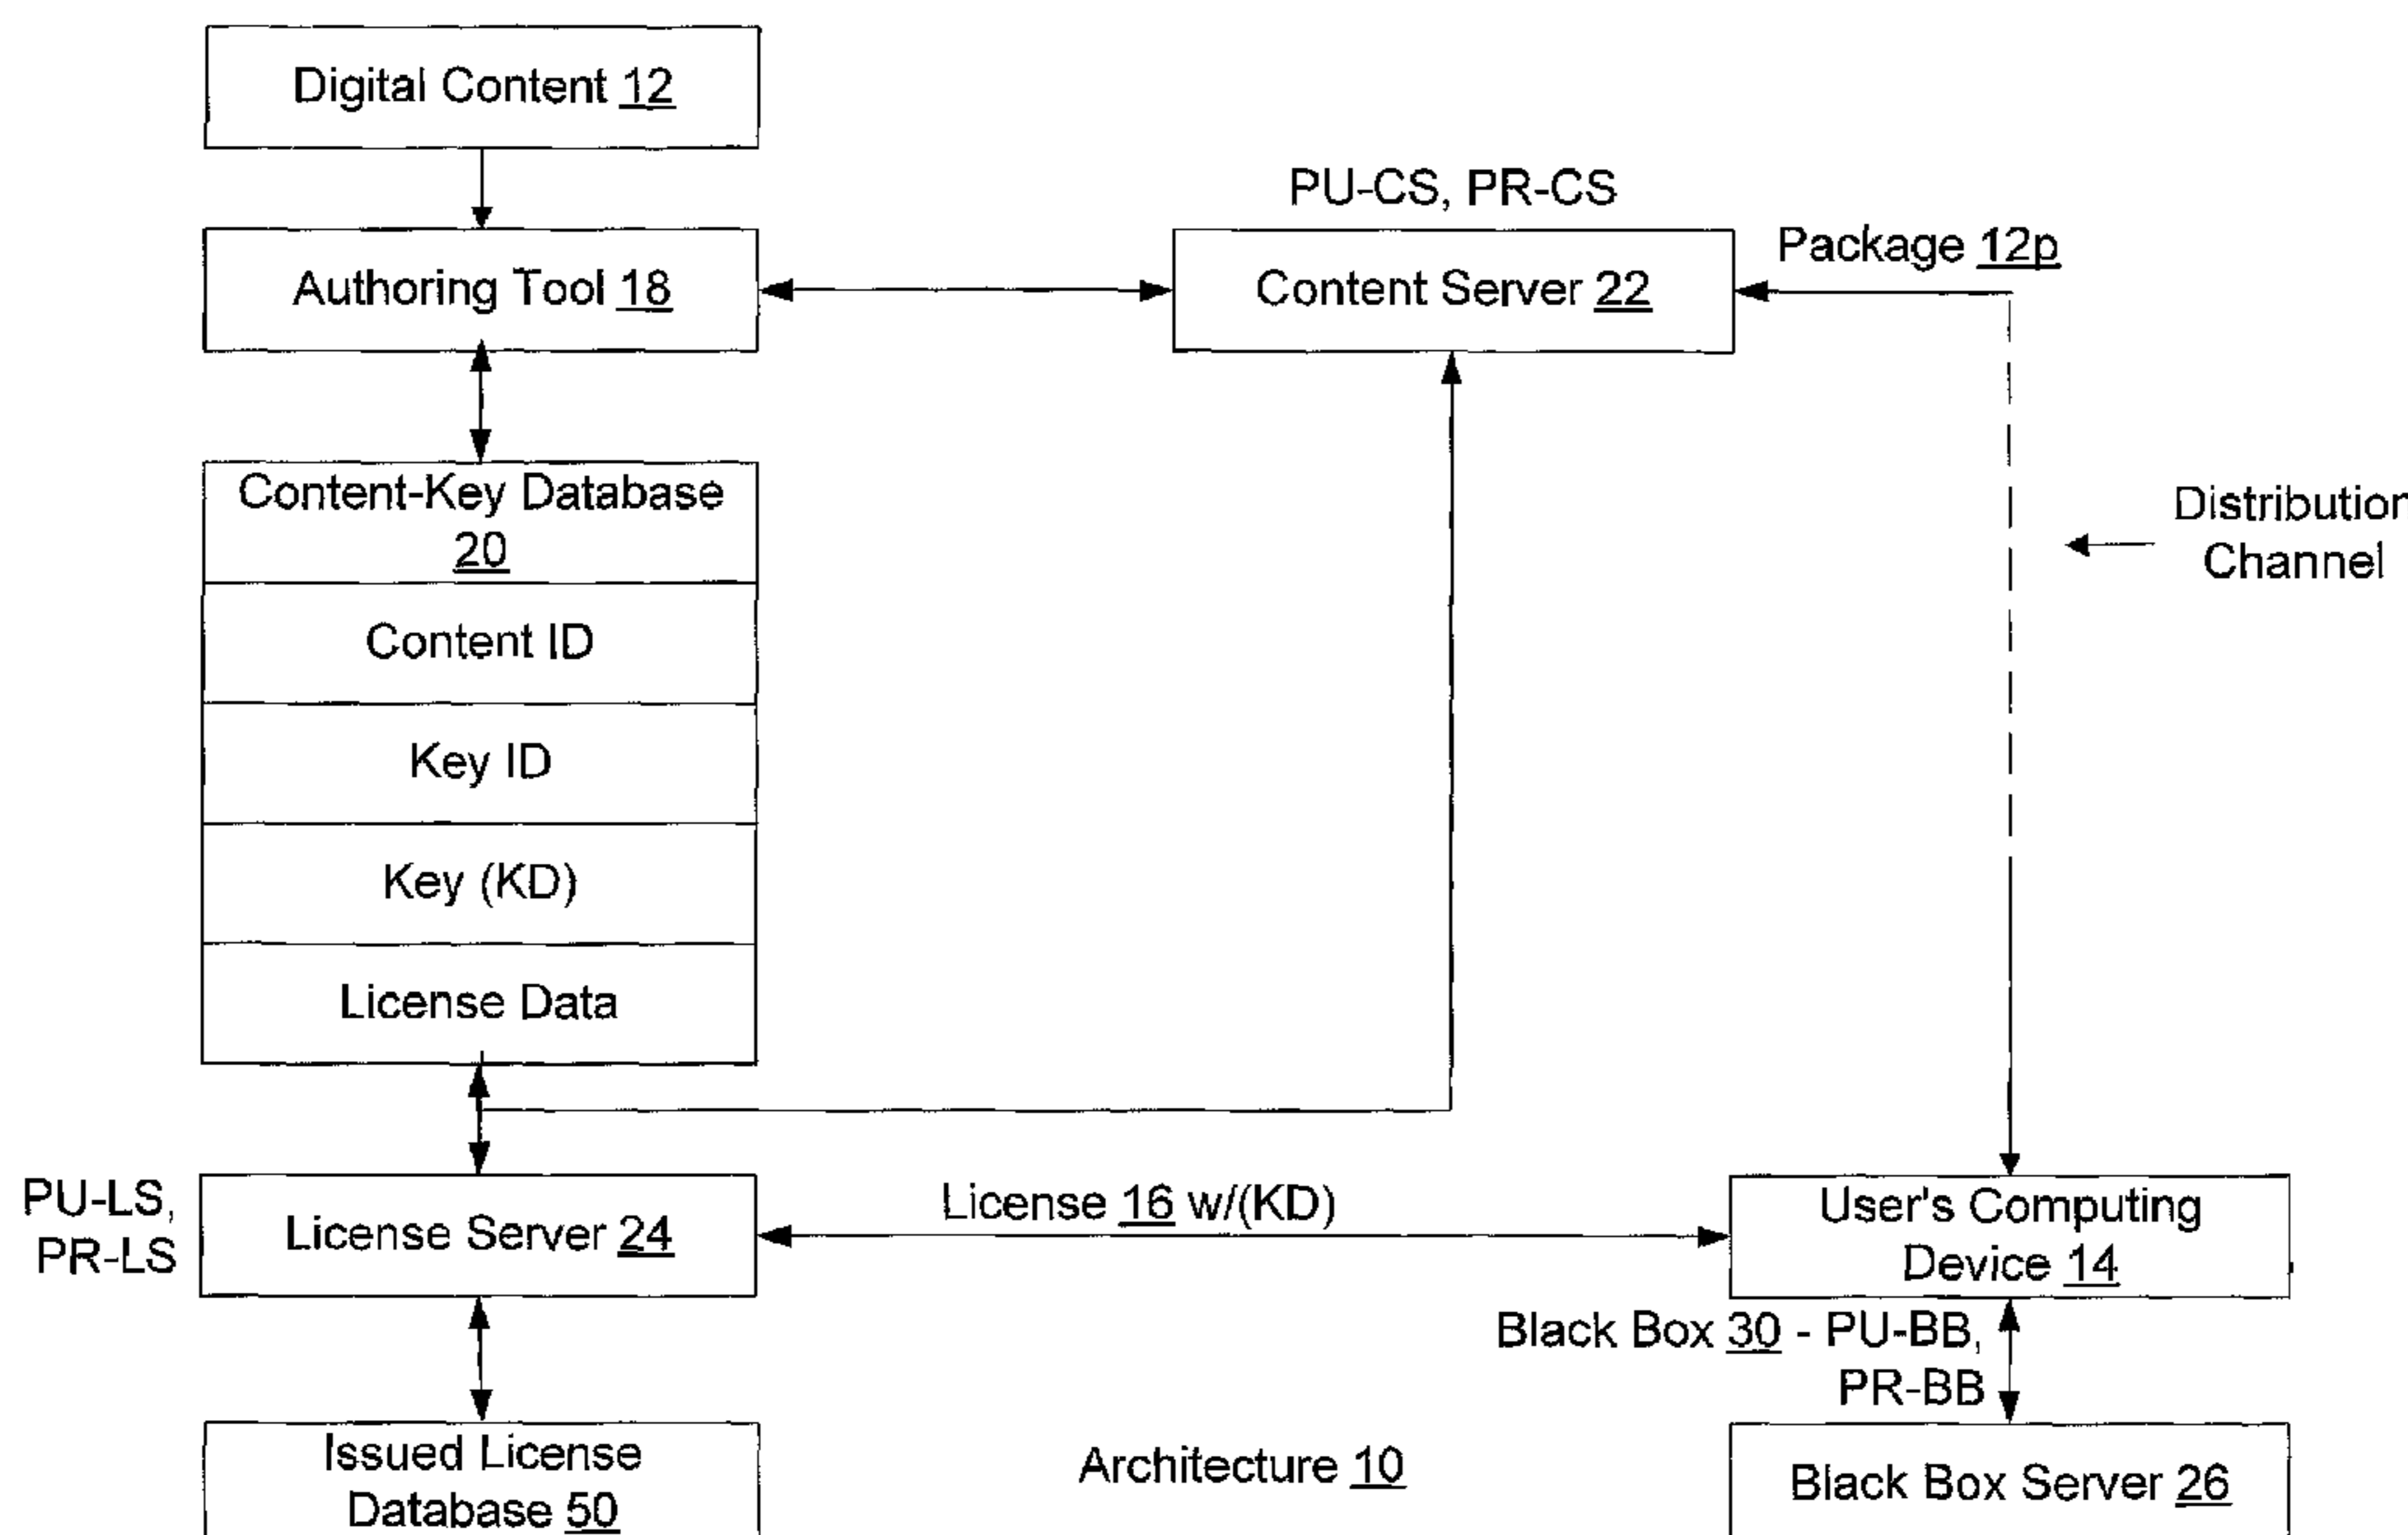 Digital Content 12
PU-CS, PR-CS
Package 12p
Authoring Tool 18
Content Server 22
Content-Key Database
20
Distribution
Channel
Content ID
Key ID
Key (KD)
License Data
PU-LS,
PR-LS
License Server 24
License 16 w/(KD)
User's Computing
Device 14
Black Box 30 - PU-BB,
PR-BB
Issued License
Database 50
Architecture 10
Black Box Server 26